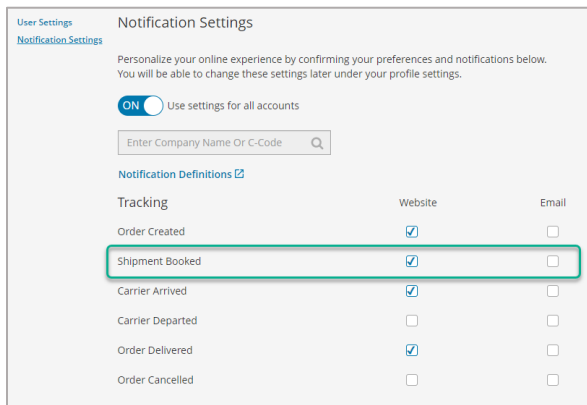 User Settings
Notification Settings
Notification Settings
Personalize your online experience by confirming your preferences and notifications below.
You will be able to change these settings later under your profile settings.
ON Use settings for all accounts
Enter Company Name Or C-Code
Notification Definitions
Tracking Website Email
Order Created
Shipment Booked
Carrier Arrived
Carrier Departed
Order Delivered
Order Cancelled